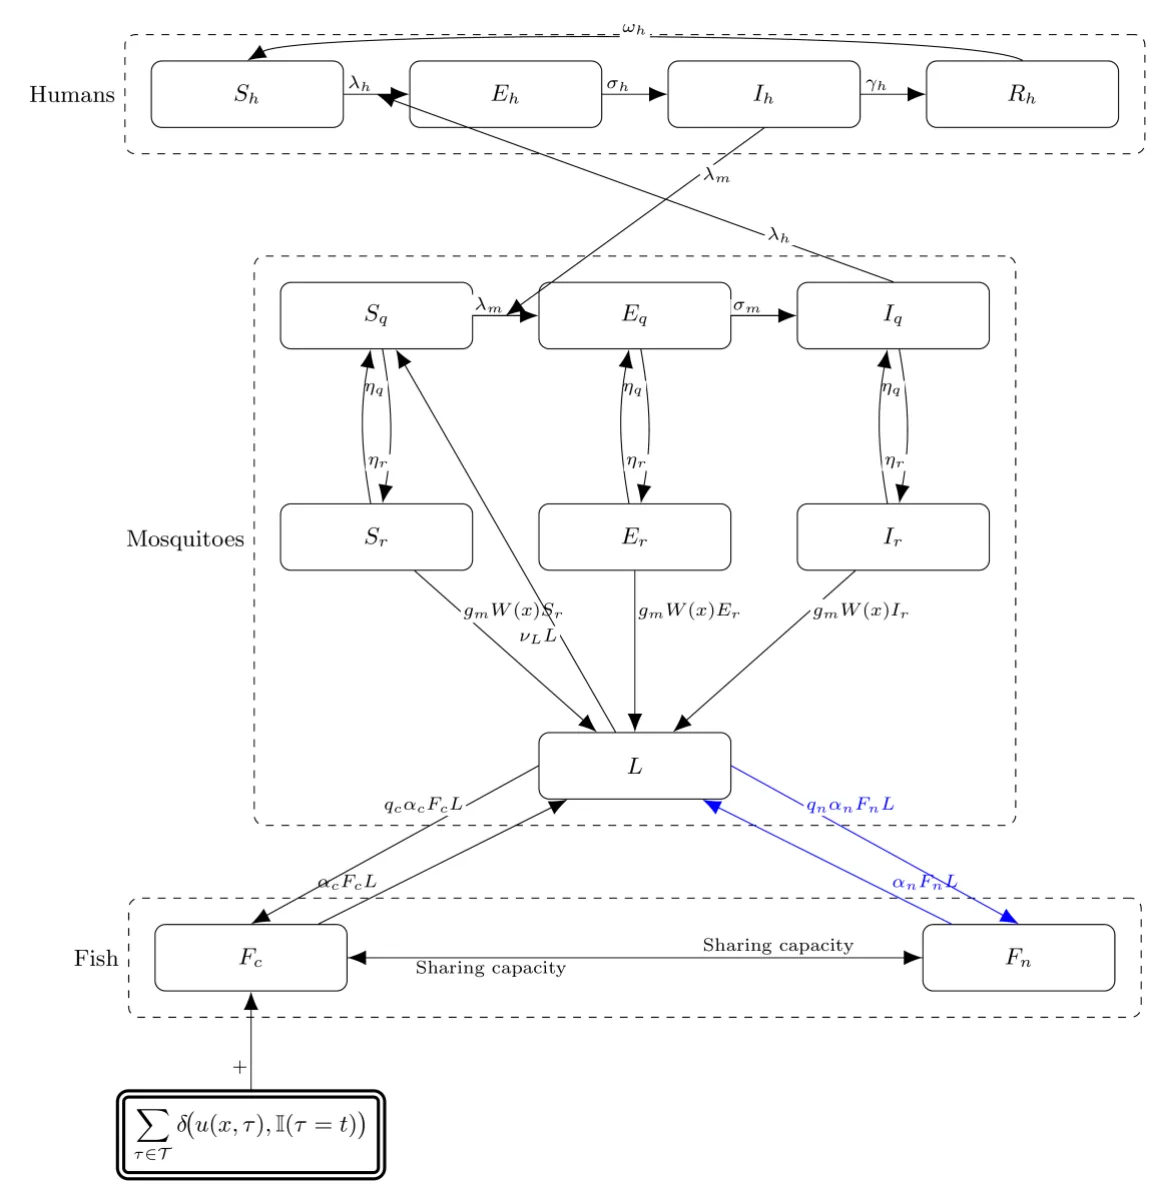 ω_h
Humans
S_h
λ_h
E_h
σ_h
I_h
γ_h
R_h
λ_m
λ_h
S_q
λ_m
E_q
σ_m
I_q
η_q
η_q
η_q
η_r
η_r
η_r
Mosquitoes
S_r
E_r
I_r
g_m W(x)S_r
g_m W(x)E_r
g_m W(x)I_r
ν_L L
L
q_c α_c F_c L
q_n α_n F_n L
α_c F_c L
α_n F_n L
Fish
F_c
Sharing capacity
Sharing capacity
F_n
+
∑_{τ∈𝒯} δ(u(x, τ), 𝕀(τ = t))